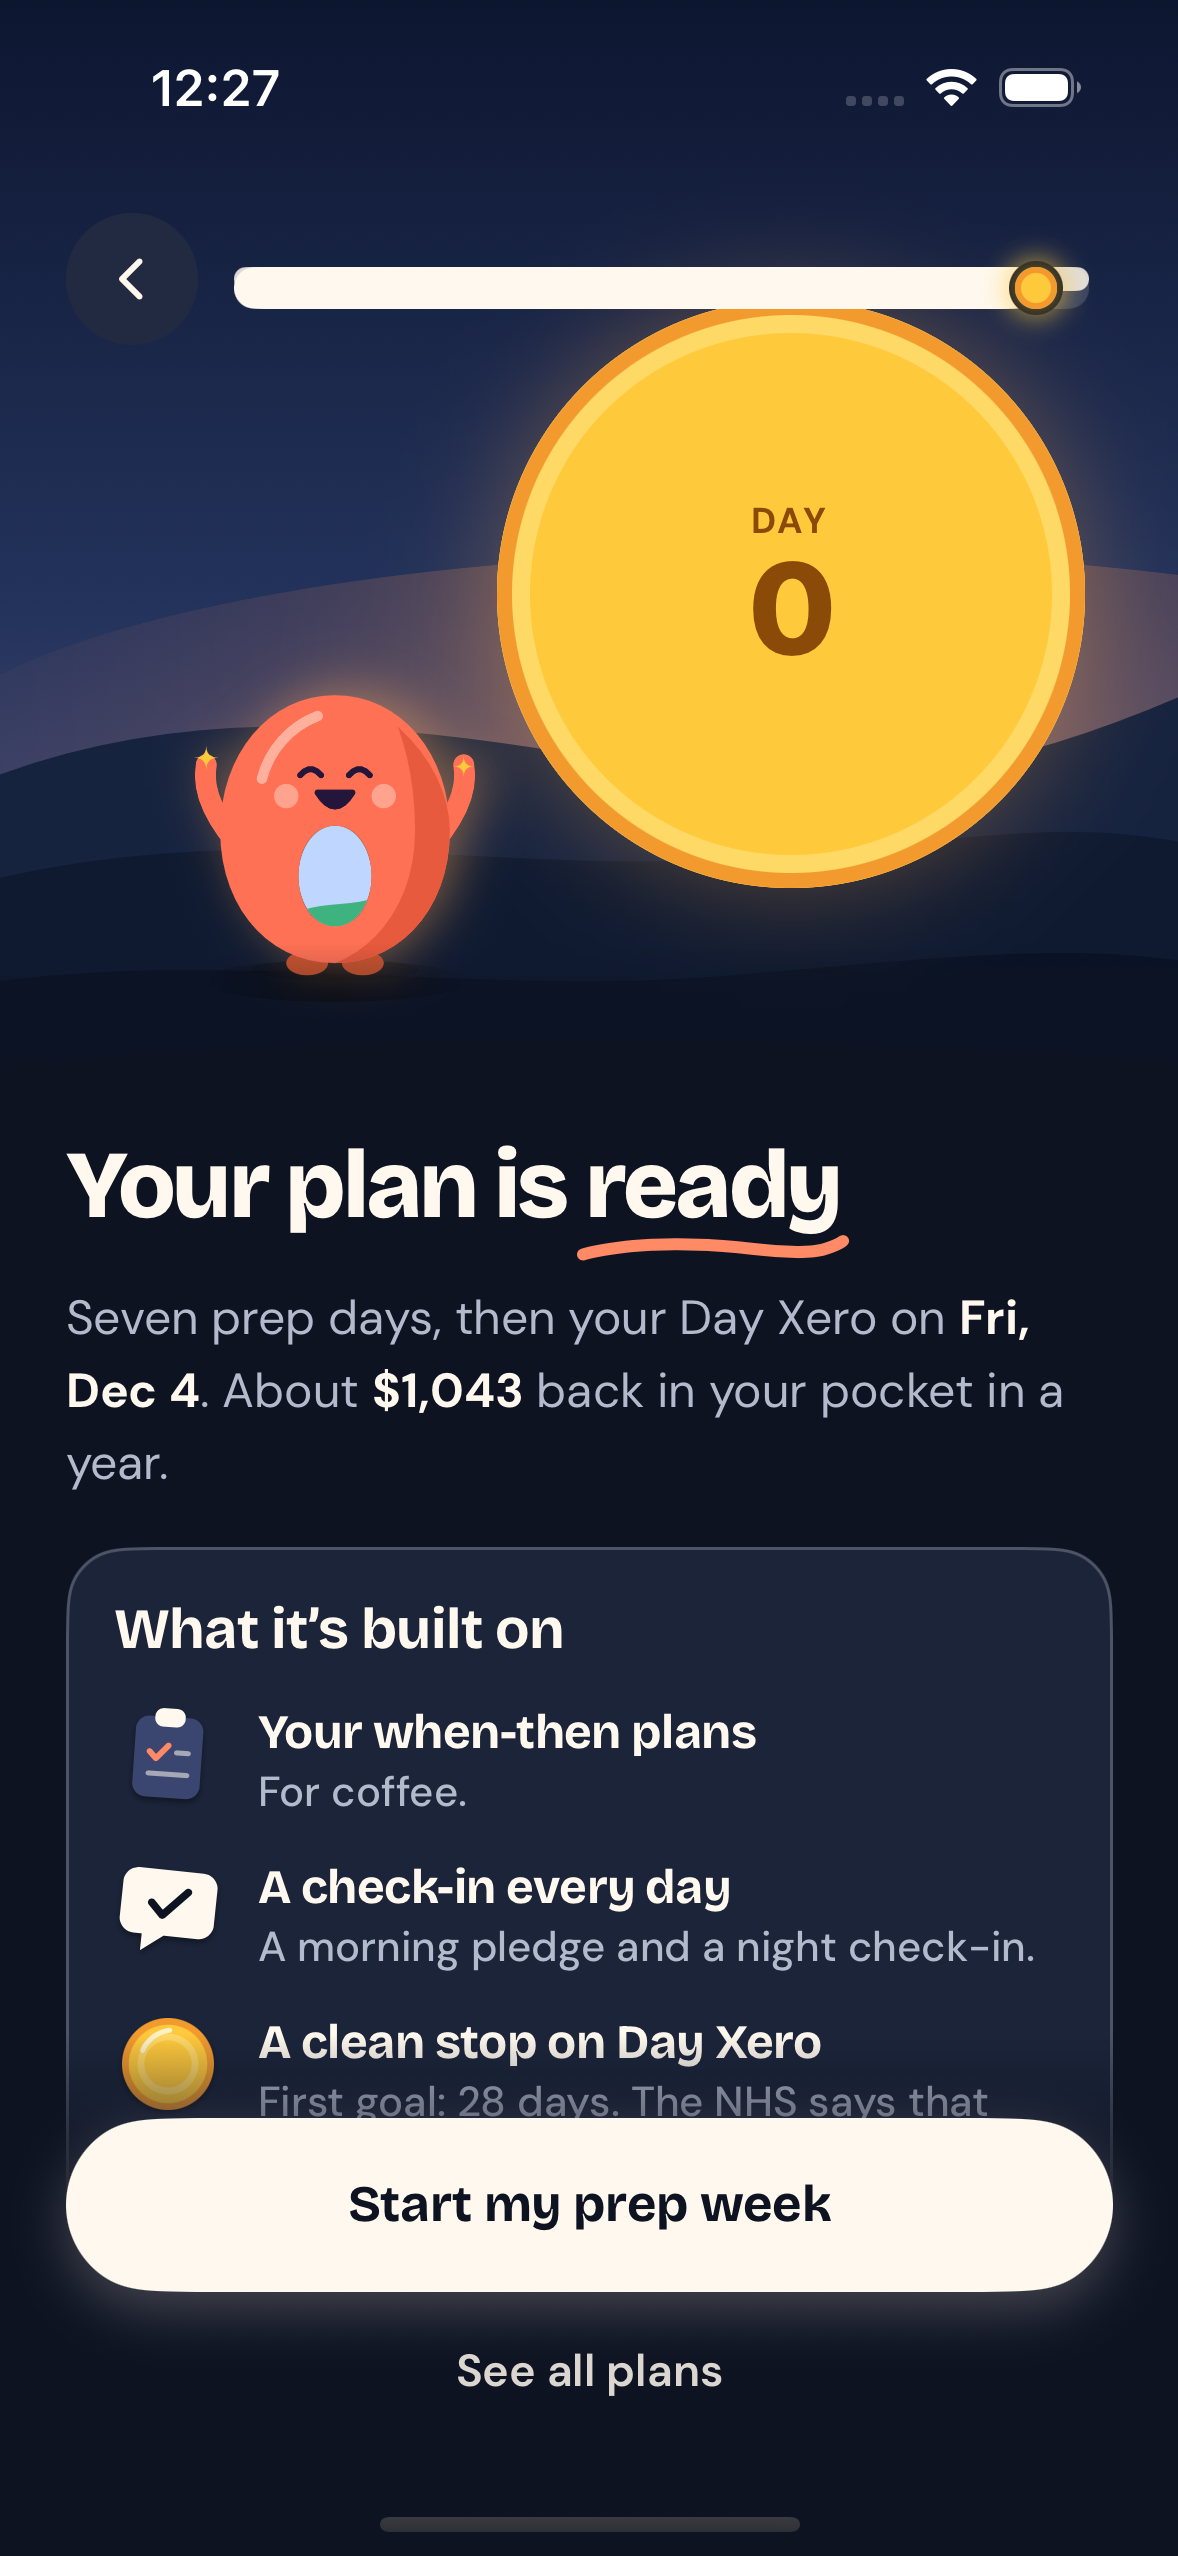 12:27
DAY
0
Your plan is ready
Seven prep days, then your Day Xero on Fri,
Dec 4. About $1,043 back in your pocket in a
year.
What it’s built on
Your when-then plans
For coffee.
A check-in every day
A morning pledge and a night check-in.
A clean stop on Day Xero
First goal: 28 days. The NHS says that
Start my prep week
See all plans